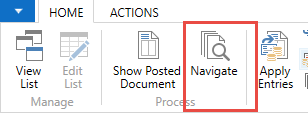 HOME ACTIONS
View List
Edit List
Show Posted Document
Navigate
Apply Entries
Manage
Process